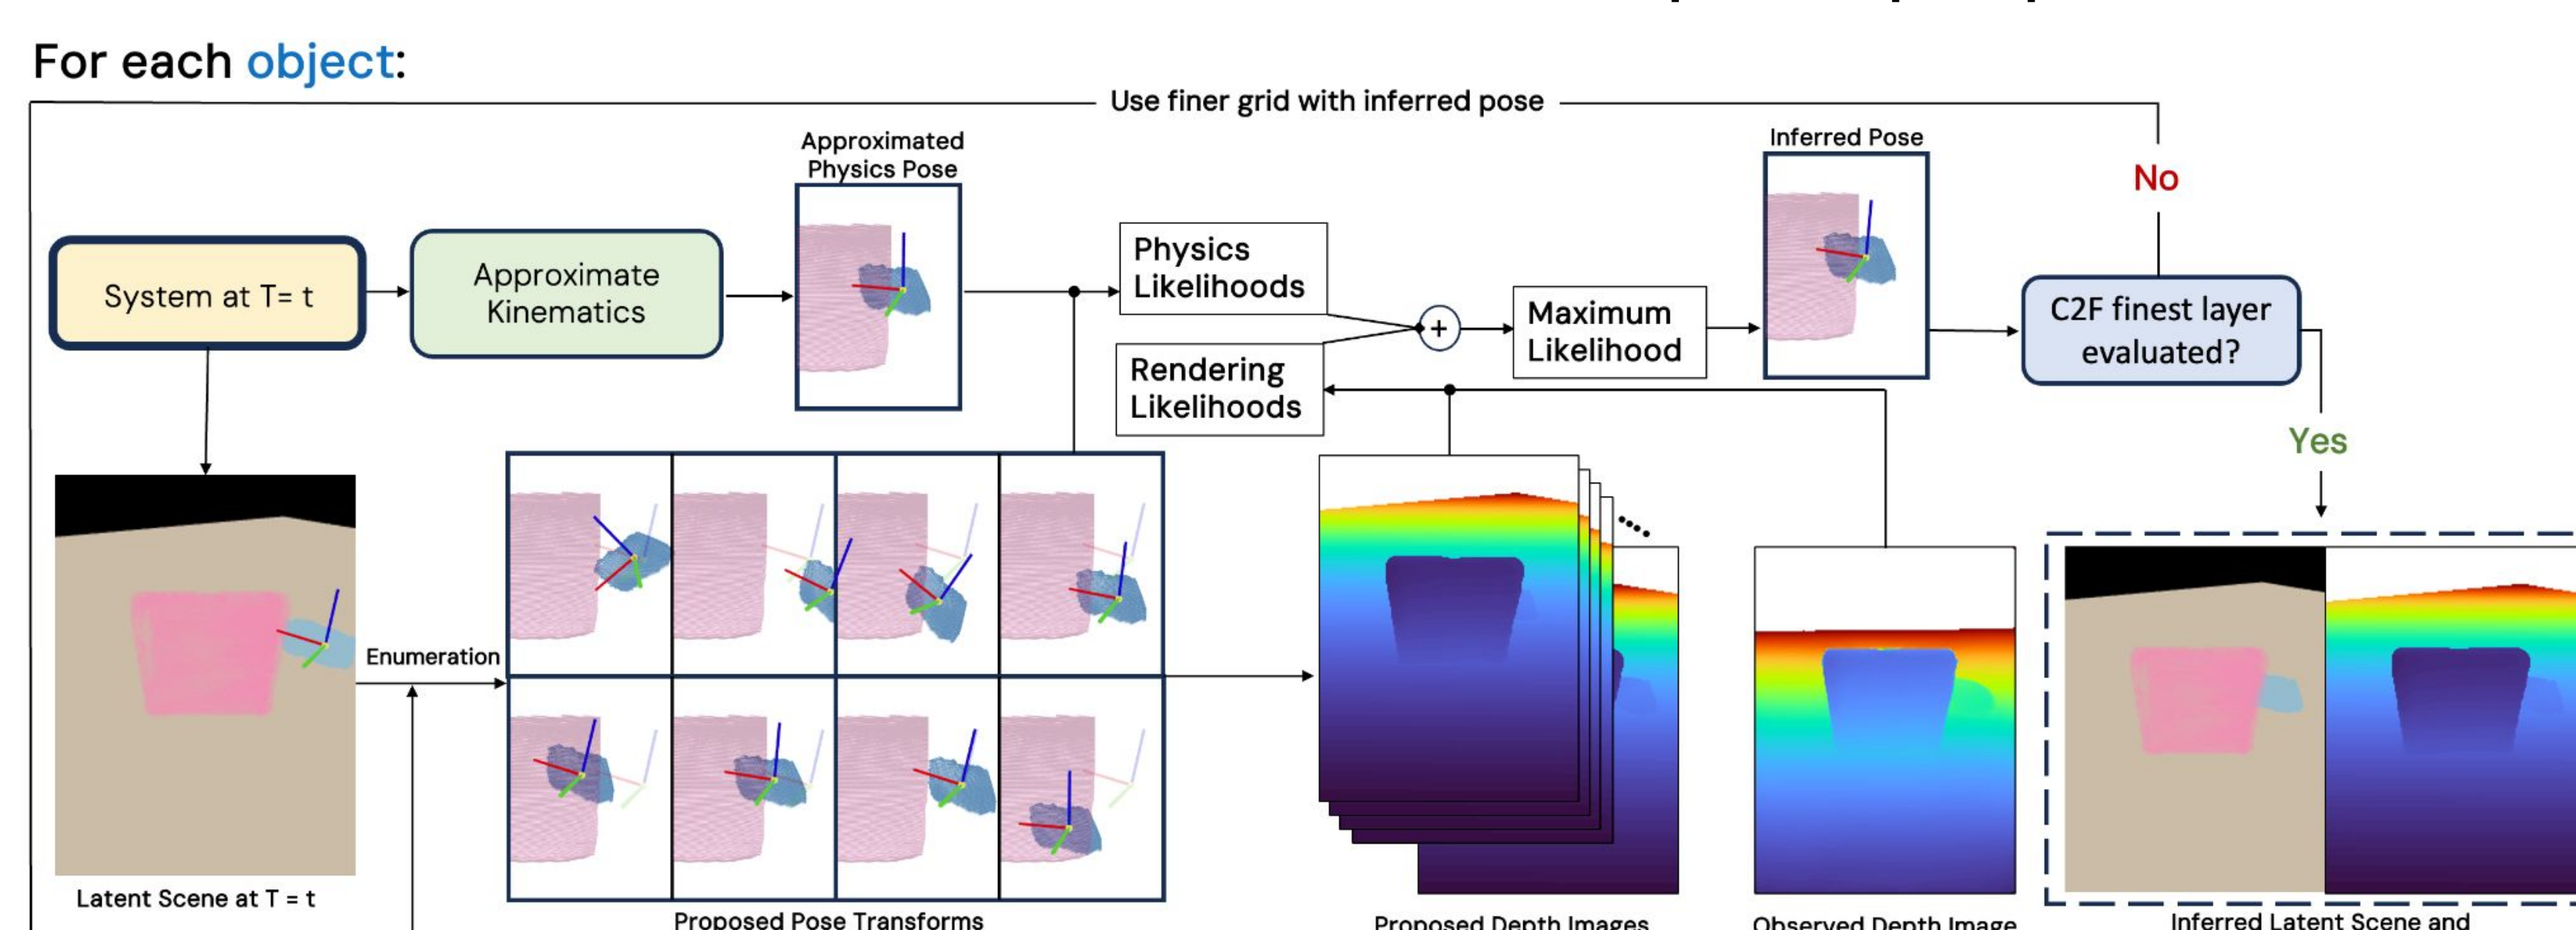 For each object:
Use finer grid with inferred pose
Approximated
Physics Pose
Inferred Pose
No
System at T= t
Approximate
Kinematics
Physics
Likelihoods
+
Maximum
Likelihood
C2F finest layer
evaluated?
Rendering
Likelihoods
Yes
Enumeration
Latent Scene at T = t
Proposed Pose Transforms
Proposed Depth Images
Observed Depth Image
Inferred Latent Scene and